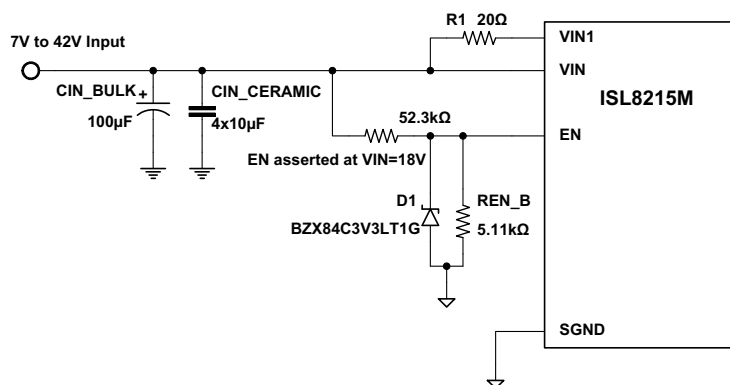 R1 20Ω
VIN1
7V to 42V Input
VIN
CIN_BULK
+
CIN_CERAMIC
ISL8215M
100µF
4x10µF
52.3kΩ
EN
EN asserted at VIN=18V
D1
REN_B
BZX84C3V3LT1G
5.11kΩ
SGND